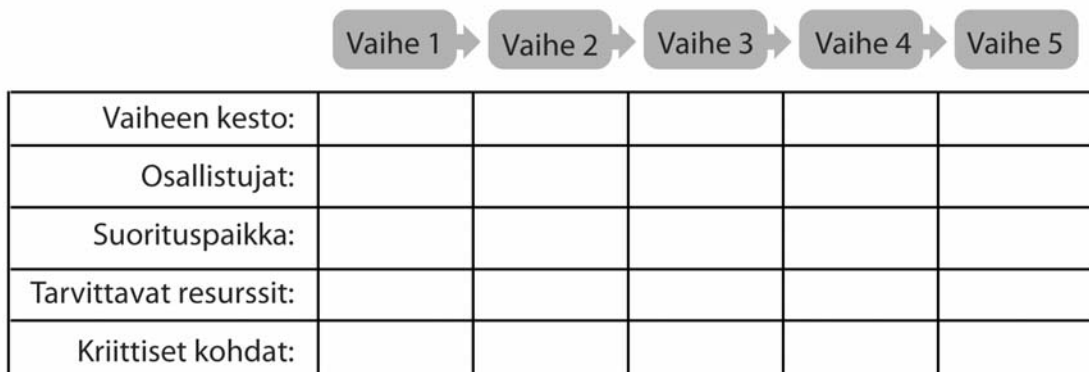 Vaihe 1 Vaihe 2 Vaihe 3 Vaihe 4 Vaihe 5
Vaiheen kesto:
Osallistujat:
Suorituspaikka:
Tarvittavat resurssit:
Kriittiset kohdat: